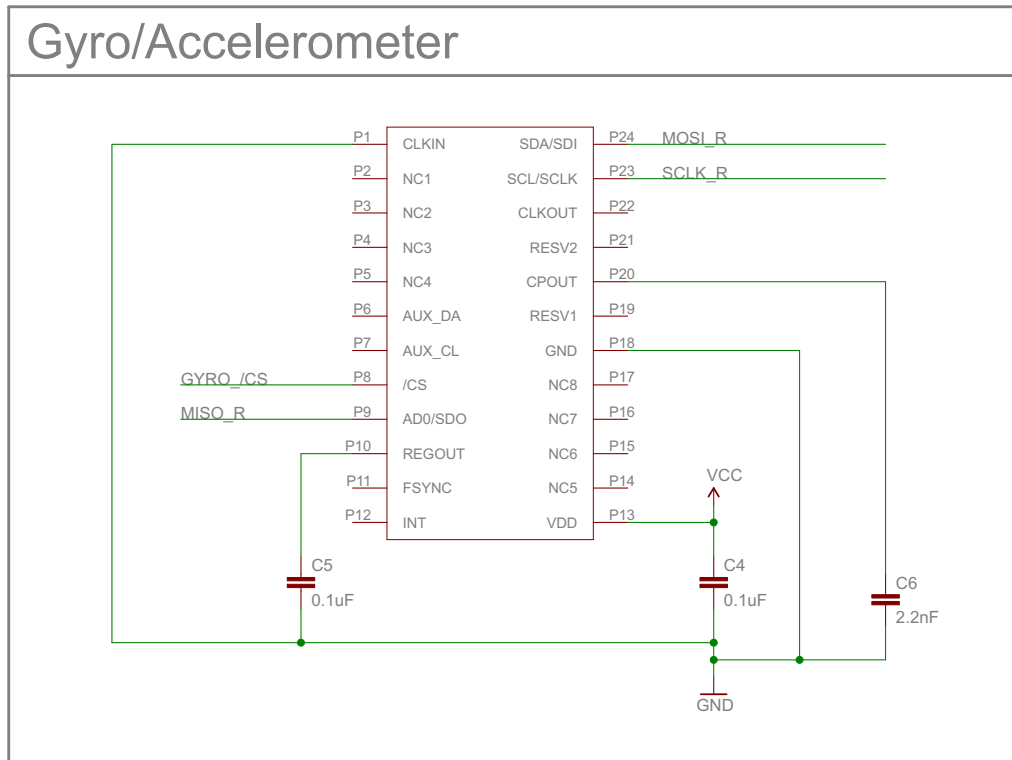 Gyro/Accelerometer
P1 CLKIN SDA/SDI P24 MOSI_R
P2 NC1 SCL/SCLK P23 SCLK_R
P3 NC2 CLKOUT P22
P4 NC3 RESV2 P21
P5 NC4 CPOUT P20
P6 AUX_DA RESV1 P19
P7 AUX_CL GND P18
GYRO_/CS P8 /CS NC8 P17
MISO_R P9 AD0/SDO NC7 P16
P10 REGOUT NC6 P15
P11 FSYNC NC5 P14
VCC
P12 INT VDD P13
C5
0.1uF
C4
0.1uF
C6
2.2nF
GND